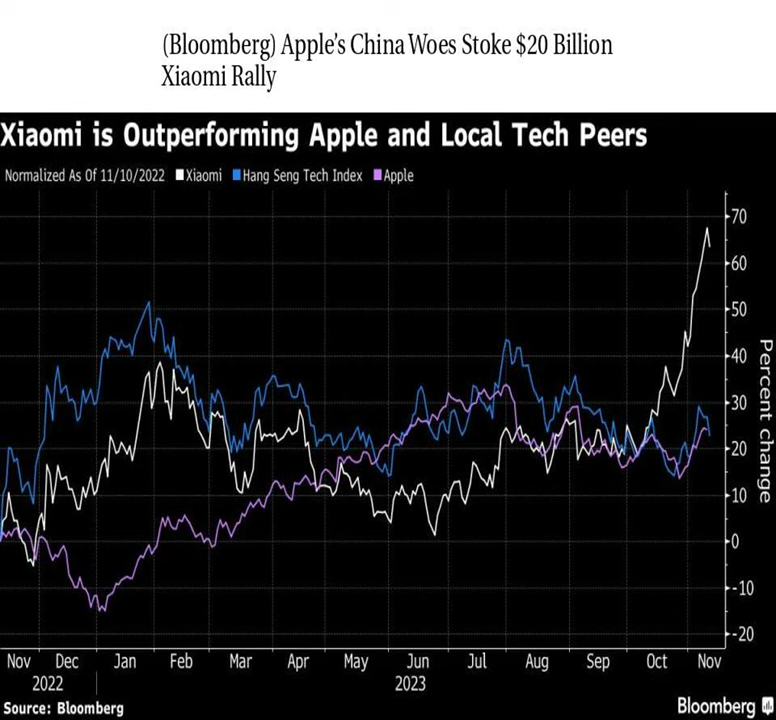 (Bloomberg) Apple's China Woes Stoke $20 Billion
Xiaomi Rally
Xiaomi is Outperforming Apple and Local Tech Peers
Normalized As Of 11/10/2022 Xiaomi Hang Seng Tech Index Apple
70
60
50
40
30
20
10
0
-10
-20
Percent change
Nov Dec Jan Feb Mar Apr May Jun Jul Aug Sep Oct Nov
2022 2023
Source: Bloomberg
Bloomberg